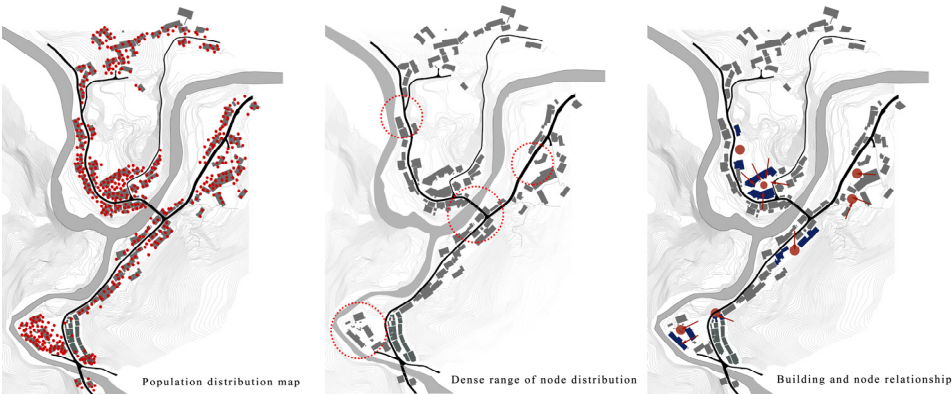 Population distribution map
Dense range of node distribution
Building and node relationship